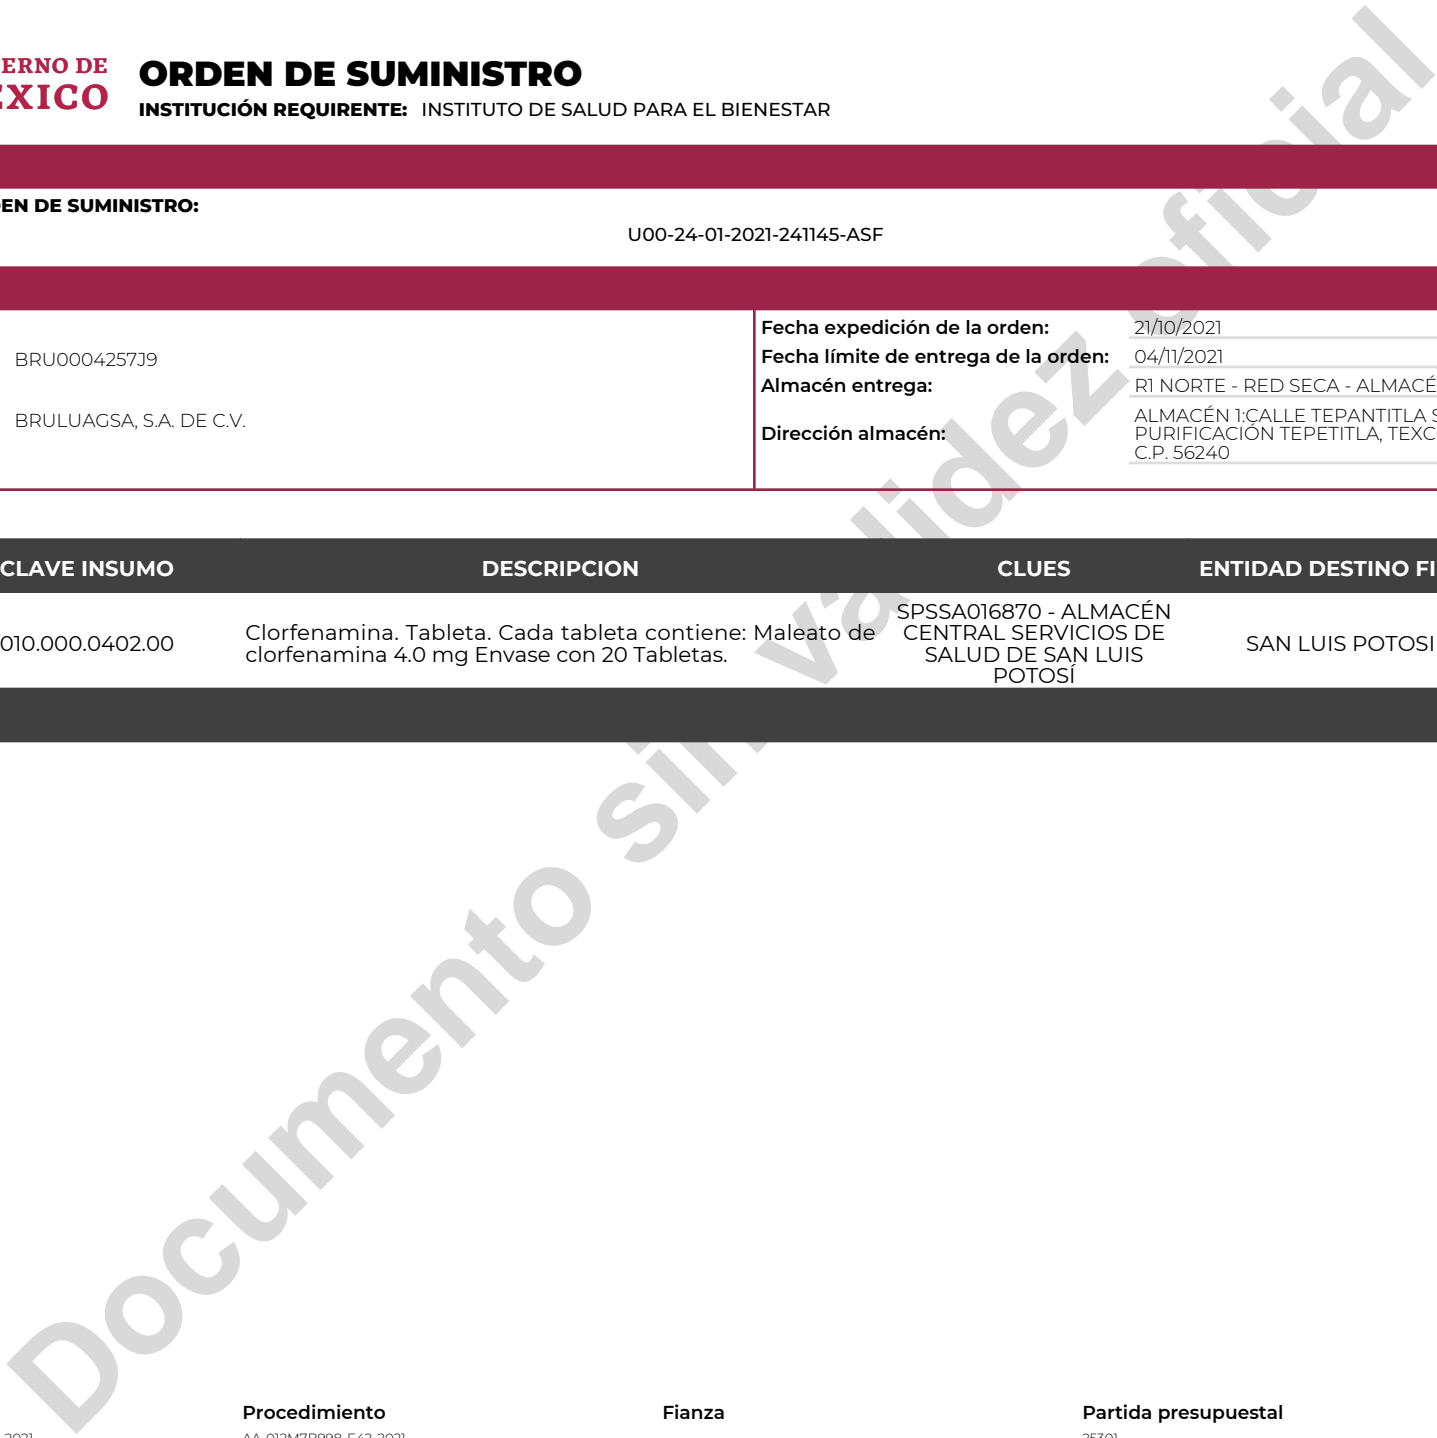 ERNO DE
EXICO
ORDEN DE SUMINISTRO
INSTITUCIÓN REQUIRENTE: INSTITUTO DE SALUD PARA EL BIENESTAR
EN DE SUMINISTRO:
U00-24-01-2021-241145-ASF
BRU0004257J9
BRULUAGSA, S.A. DE C.V.
Fecha expedición de la orden: 21/10/2021
Fecha límite de entrega de la orden: 04/11/2021
Almacén entrega: R1 NORTE - RED SECA - ALMACÉ
Dirección almacén: ALMACÉN 1:CALLE TEPANTITLA S
PURIFICACIÓN TEPETITLA, TEXC
C.P. 56240
CLAVE INSUMO DESCRIPCION CLUES ENTIDAD DESTINO FI
010.000.0402.00
Clorfenamina. Tableta. Cada tableta contiene: Maleato de
clorfenamina 4.0 mg Envase con 20 Tabletas.
SPSSA016870 - ALMACÉN
CENTRAL SERVICIOS DE
SALUD DE SAN LUIS
POTOSÍ
SAN LUIS POTOSI
Documento sin validez oficial
Procedimiento Fianza Partida presupuestal